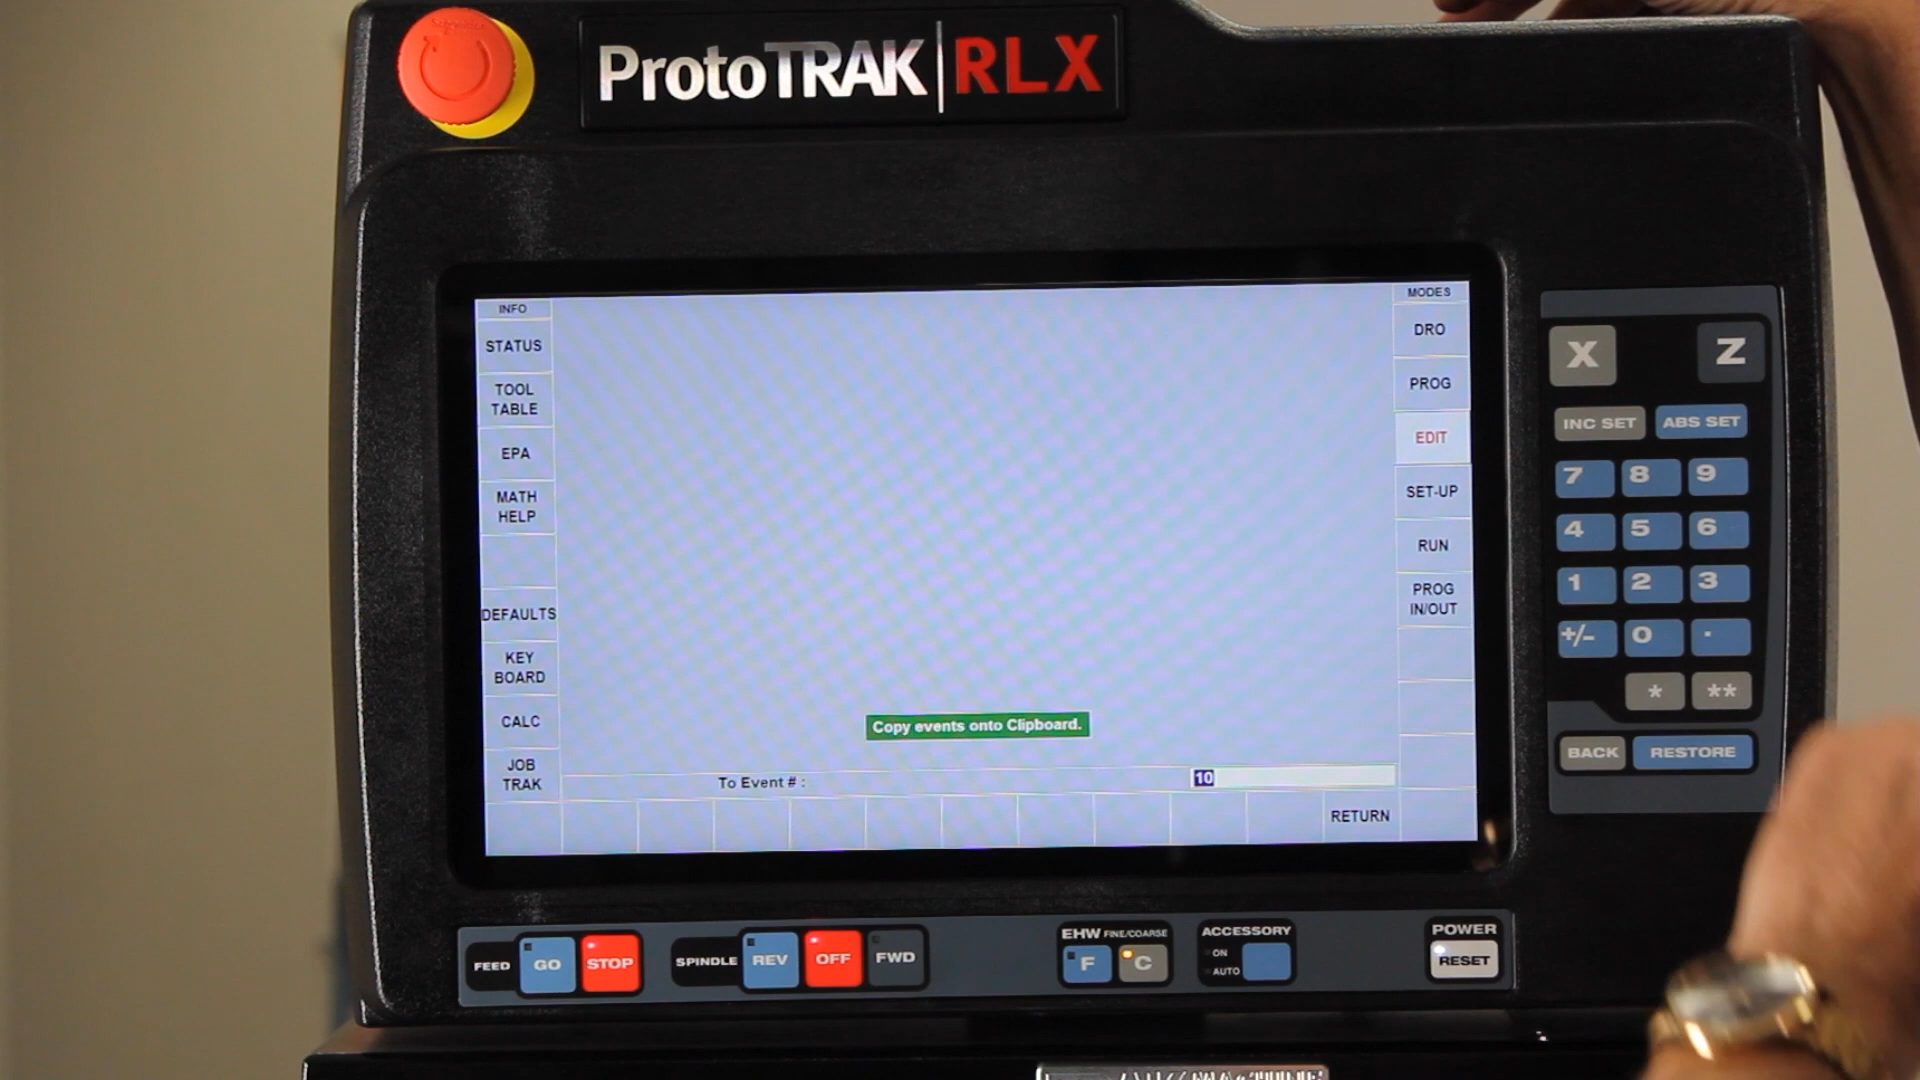 ProtoTRAK RLX
INFO
STATUS
TOOL
TABLE
EPA
MATH
HELP
DEFAULTS
KEY
BOARD
CALC
JOB
TRAK
Copy events onto Clipboard.
To Event # :
10
RETURN
MODES
DRO
PROG
EDIT
SET-UP
RUN
PROG
IN/OUT
X
Z
INC SET
ABS SET
7
8
9
4
5
6
1
2
3
+/-
0
.
*
**
BACK
RESTORE
FEED
GO
STOP
SPINDLE
REV
OFF
FWD
EHW FINE/COARSE
F
C
ACCESSORY
ON
AUTO
POWER
RESET